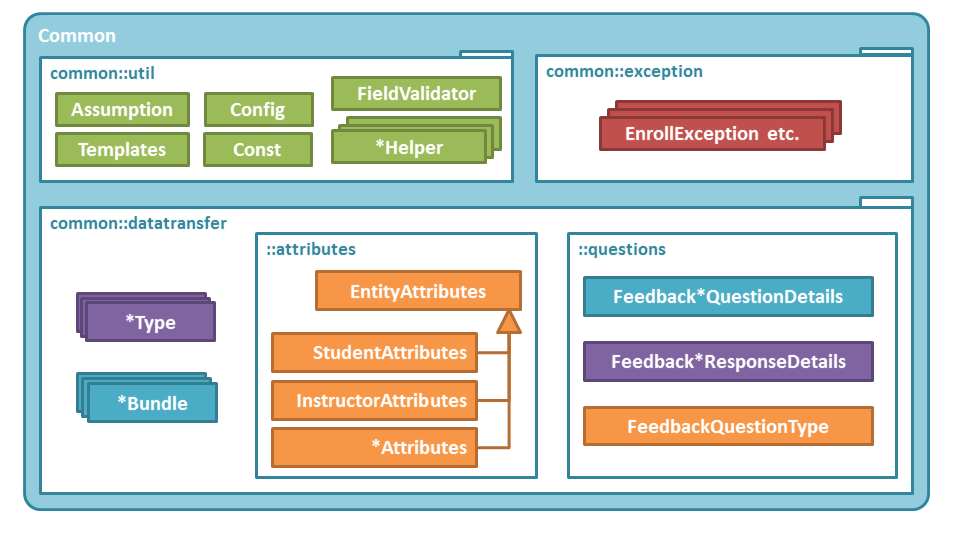 Common
common::util
Assumption
Config
FieldValidator
Templates
Const
*Helper
common::exception
EnrollException etc.
common::datatransfer
*Type
*Bundle
::attributes
EntityAttributes
StudentAttributes
InstructorAttributes
*Attributes
::questions
Feedback*QuestionDetails
Feedback*ResponseDetails
FeedbackQuestionType